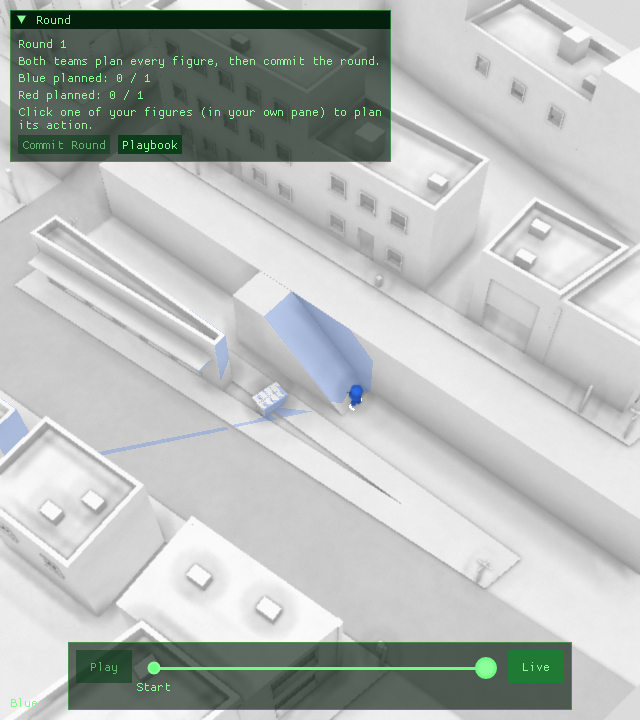 ▼ Round
Round 1
Both teams plan every figure, then commit the round.
Blue planned: 0 / 1
Red planned: 0 / 1
Click one of your figures (in your own pane) to plan
its action.
Commit Round Playbook
Play Live
Start
Blue